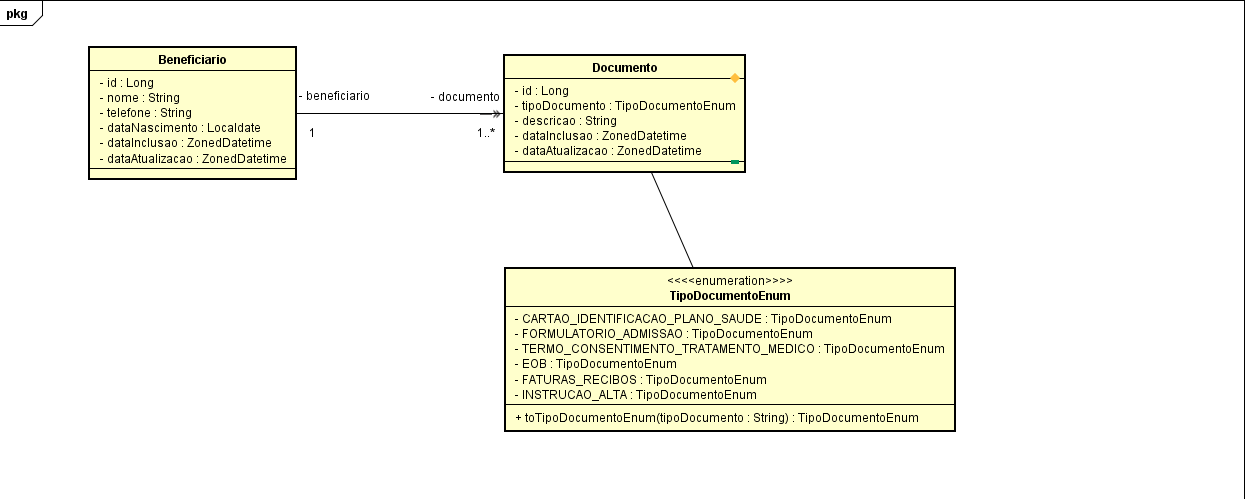 pkg
Beneficiario
- id : Long
- nome : String
- telefone : String
- dataNascimento : Localdate
- dataInclusao : ZonedDatetime
- dataAtualizacao : ZonedDatetime
- beneficiario
1
- documento
1..*
Documento
- id : Long
- tipoDocumento : TipoDocumentoEnum
- descricao : String
- dataInclusao : ZonedDatetime
- dataAtualizacao : ZonedDatetime
<<<<enumeration>>>>
TipoDocumentoEnum
- CARTAO_IDENTIFICACAO_PLANO_SAUDE : TipoDocumentoEnum
- FORMULATORIO_ADMISSAO : TipoDocumentoEnum
- TERMO_CONSENTIMENTO_TRATAMENTO_MEDICO : TipoDocumentoEnum
- EOB : TipoDocumentoEnum
- FATURAS_RECIBOS : TipoDocumentoEnum
- INSTRUCAO_ALTA : TipoDocumentoEnum
+ toTipoDocumentoEnum(tipoDocumento : String) : TipoDocumentoEnum